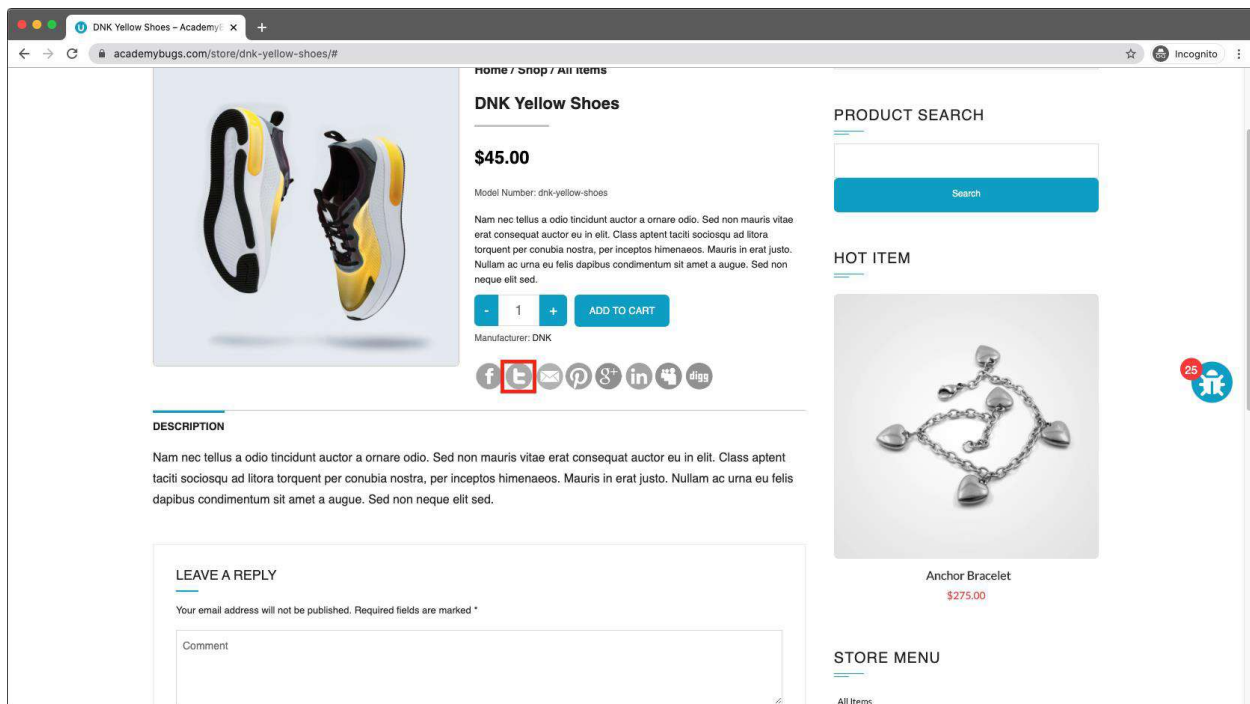 DNK Yellow Shoes – AcademyB
academybugs.com/store/dnk-yellow-shoes/#
Incognito
Home / Shop / All Items
DNK Yellow Shoes
$45.00
Model Number: dnk-yellow-shoes
Nam nec tellus a odio tincidunt auctor a ornare odio. Sed non mauris vitae
erat consequat auctor eu in elit. Class aptent taciti sociosqu ad litora
torquent per conubia nostra, per inceptos himenaeos. Mauris in erat justo.
Nullam ac urna eu felis dapibus condimentum sit amet a augue. Sed non
neque elit sed.
- 1 +
ADD TO CART
Manufacturer: DNK
f t g+ in digg
DESCRIPTION
Nam nec tellus a odio tincidunt auctor a ornare odio. Sed non mauris vitae erat consequat auctor eu in elit. Class aptent
taciti sociosqu ad litora torquent per conubia nostra, per inceptos himenaeos. Mauris in erat justo. Nullam ac urna eu felis
dapibus condimentum sit amet a augue. Sed non neque elit sed.
LEAVE A REPLY
Your email address will not be published. Required fields are marked *
Comment
PRODUCT SEARCH
Search
HOT ITEM
Anchor Bracelet
$275.00
STORE MENU
All Items
25